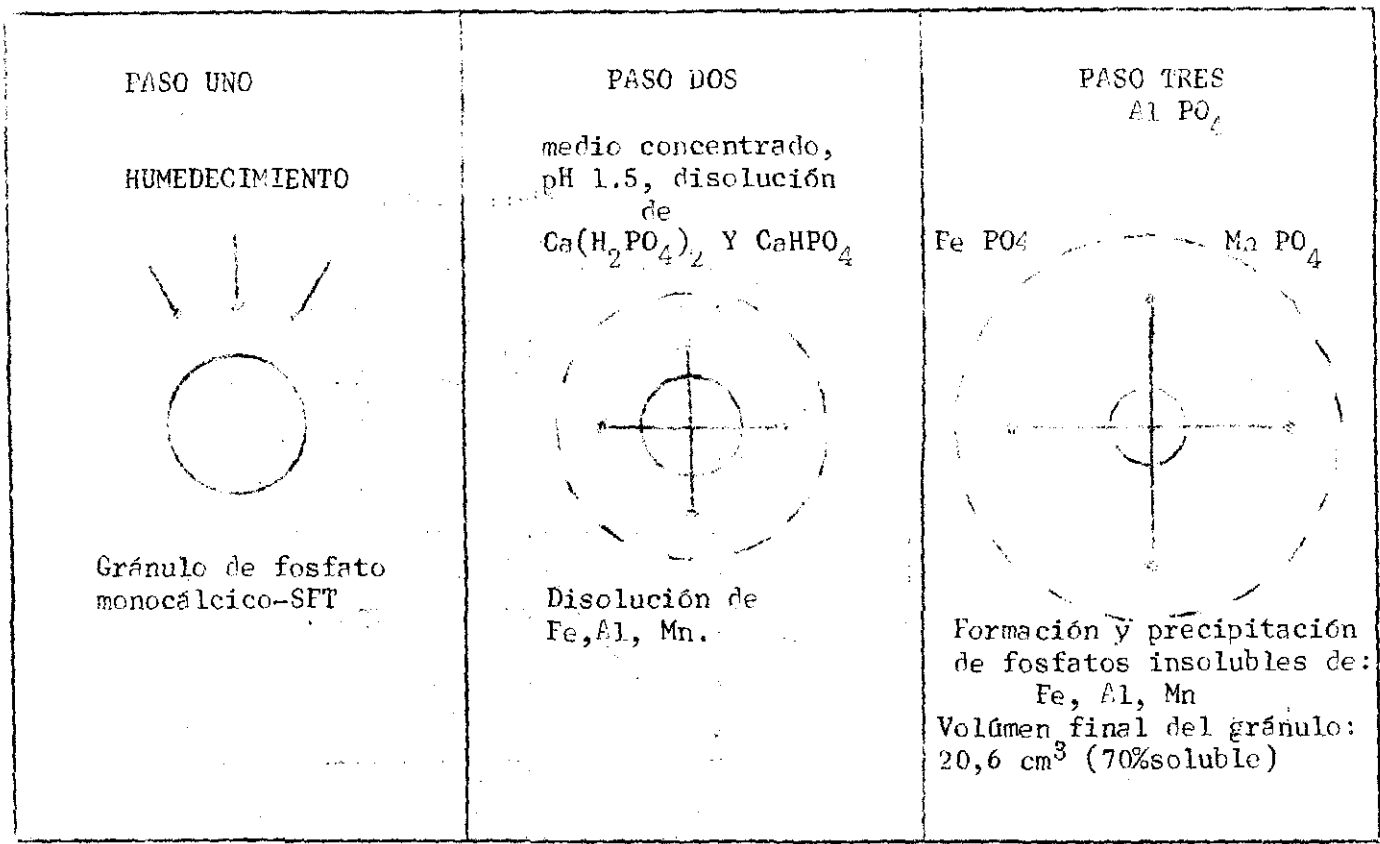 PASO UNO
HUMEDECIMIENTO
Gránulo de fosfato
monocálcico-SFT
PASO DOS
medio concentrado,
pH 1.5, disolución
de
Ca(H₂PO₄)₂ Y CaHPO₄
Disolución de
Fe,Al, Mn.
PASO TRES
Al PO₄
Fe PO4 Mn PO₄
Formación y precipitación
de fosfatos insolubles de:
Fe, Al, Mn
Volúmen final del gránulo:
20,6 cm³ (70%soluble)